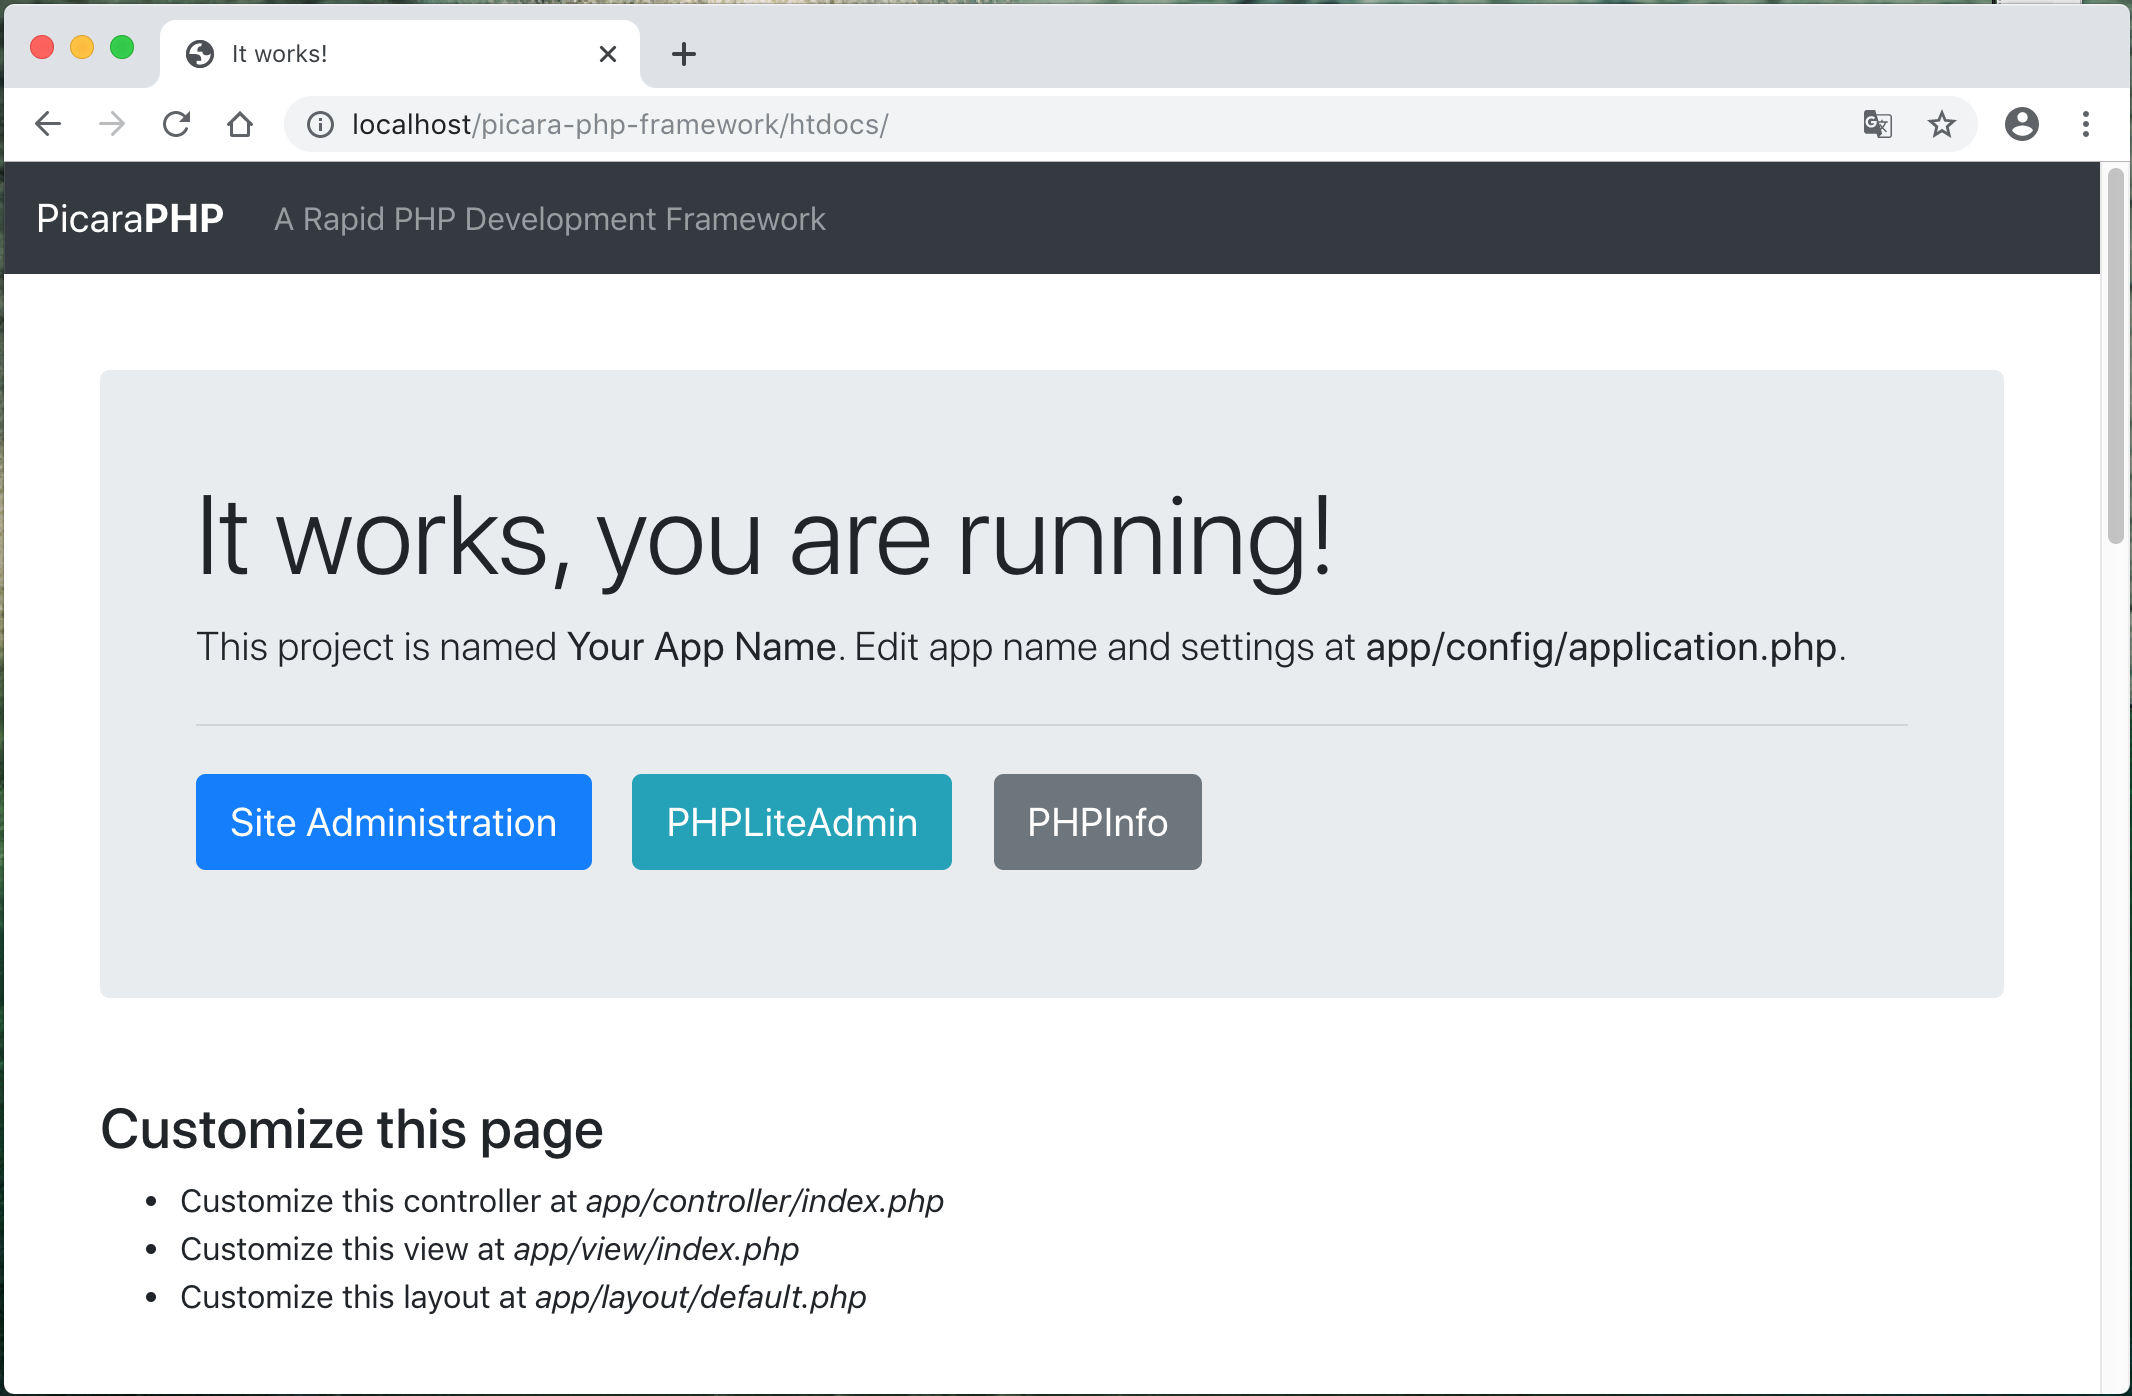 It works!
localhost/picara-php-framework/htdocs/
PicaraPHP A Rapid PHP Development Framework
It works, you are running!
This project is named Your App Name. Edit app name and settings at app/config/application.php.
Site Administration PHPLiteAdmin PHPInfo
Customize this page
• Customize this controller at app/controller/index.php
• Customize this view at app/view/index.php
• Customize this layout at app/layout/default.php